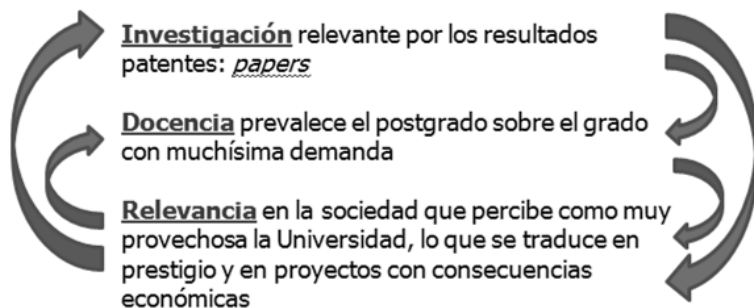 Investigación relevante por los resultados
patentes: papers
Docencia prevalece el postgrado sobre el grado
con muchísima demanda
Relevancia en la sociedad que percibe como muy
provechosa la Universidad, lo que se traduce en
prestigio y en proyectos con consecuencias
económicas